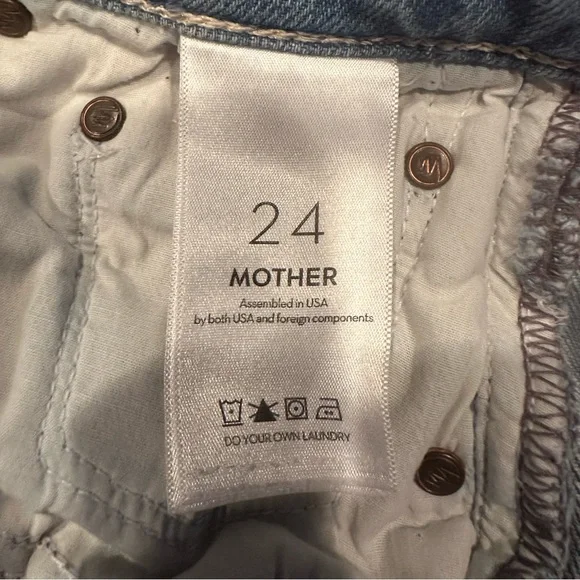 24
MOTHER
Assembled in USA
by both USA and foreign components
DO YOUR OWN LAUNDRY